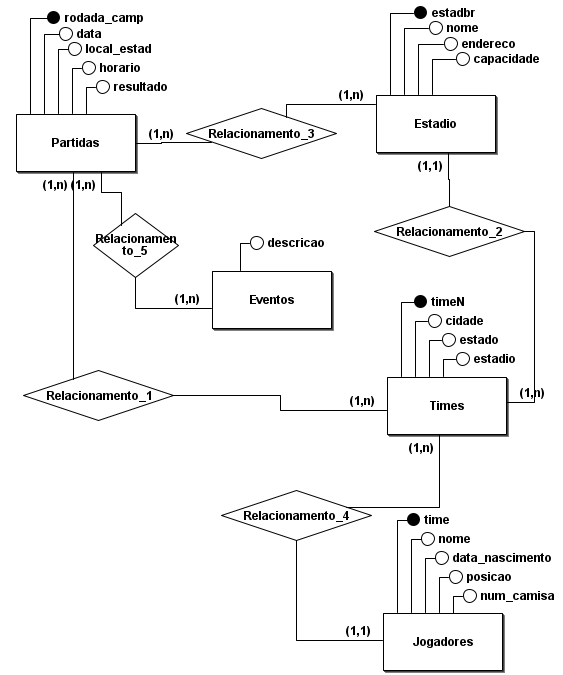 rodada_camp
data
local_estad
horario
resultado
Partidas
estadbr
nome
endereco
capacidade
Estadio
(1,n)
Relacionamento_3
(1,n)
(1,1)
(1,n)
(1,n)
Relacionamen
to_5
(1,n)
descricao
Eventos
Relacionamento_2
timeN
cidade
estado
estadio
Times
(1,n)
Relacionamento_1
(1,n)
(1,n)
Relacionamento_4
(1,1)
time
nome
data_nascimento
posicao
num_camisa
Jogadores